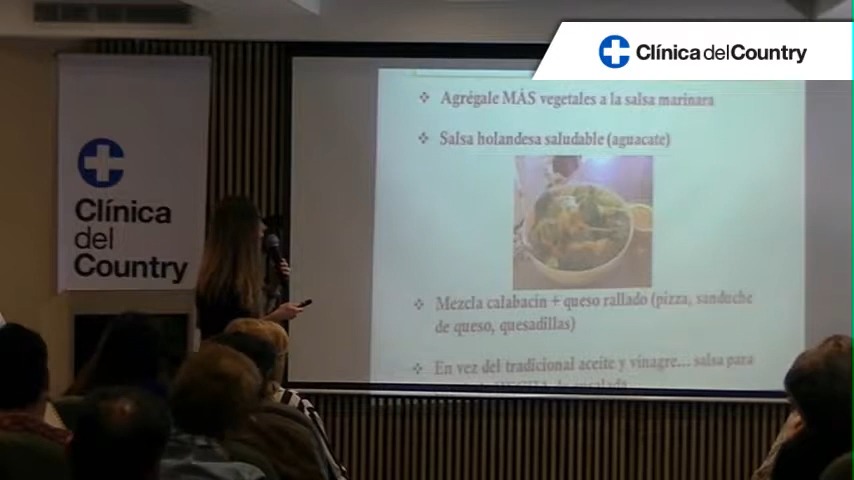 Clínica del Country
Agrégale MÁS vegetales a la salsa marinara
Salsa holandesa saludable (aguacate)
Clínica
del
Country
Mezcla calabacín + queso rallado (pizza, sanduche
de queso, quesadillas)
En vez del tradicional aceite y vinagre... salsa para